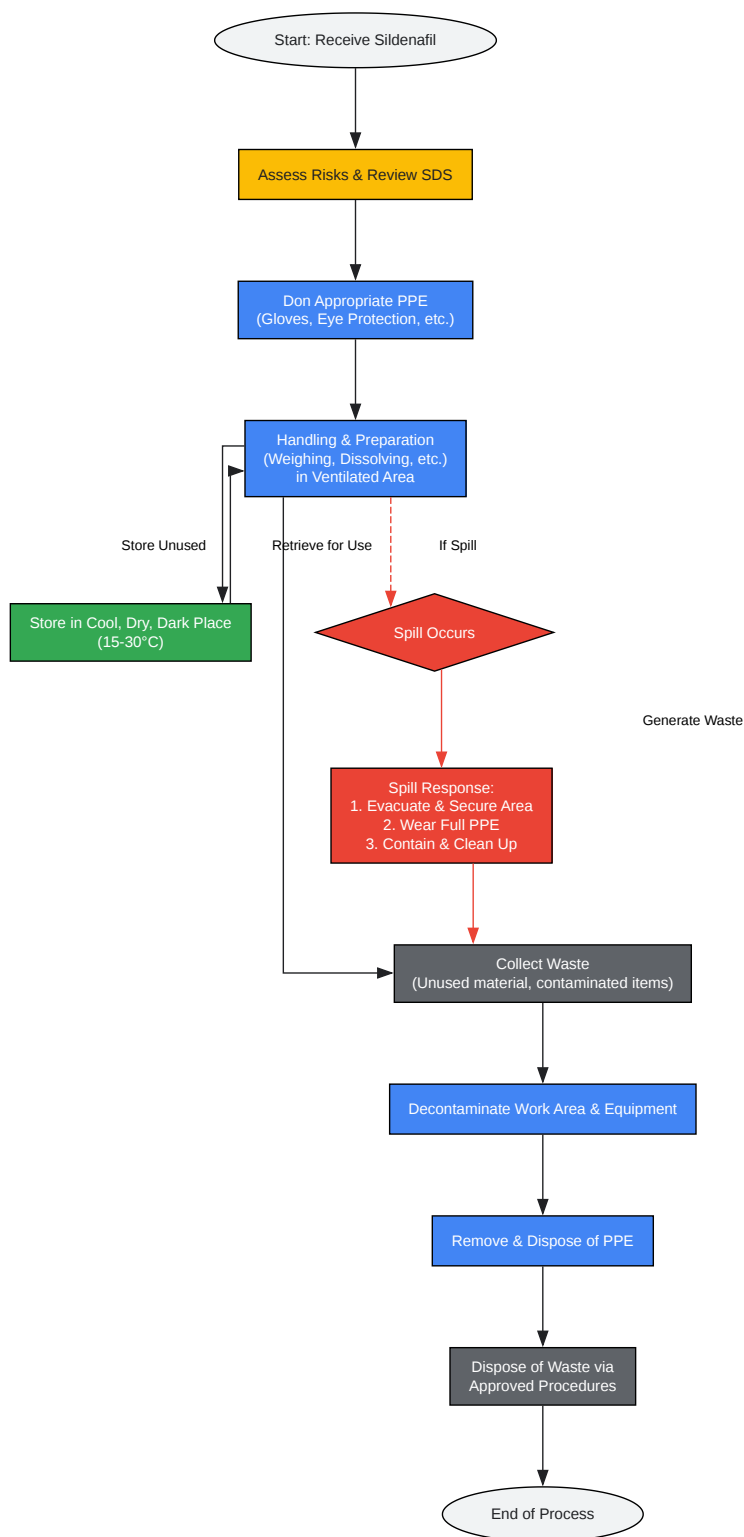 Start: Receive Sildenafil
Assess Risks & Review SDS
Don Appropriate PPE
(Gloves, Eye Protection, etc.)
Handling & Preparation
(Weighing, Dissolving, etc.)
in Ventilated Area
Store Unused
Retrieve for Use
If Spill
Store in Cool, Dry, Dark Place
(15-30°C)
Spill Occurs
Generate Waste
Spill Response:
1. Evacuate & Secure Area
2. Wear Full PPE
3. Contain & Clean Up
Collect Waste
(Unused material, contaminated items)
Decontaminate Work Area & Equipment
Remove & Dispose of PPE
Dispose of Waste via
Approved Procedures
End of Process